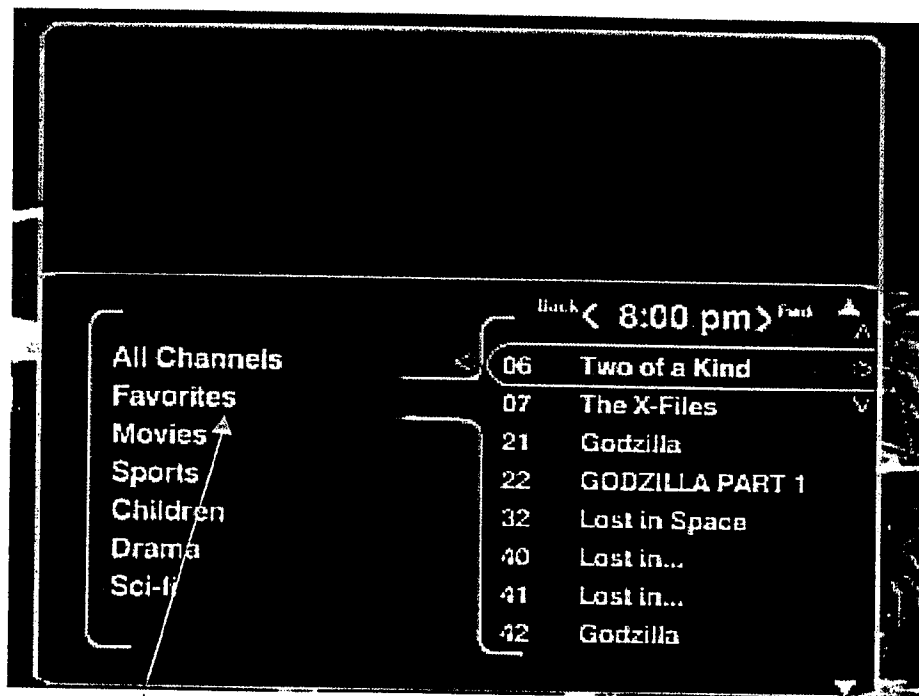 Back < 8:00 pm >
All Channels
Favorites
Movies
Sports
Children
Drama
Sci-fi
06 Two of a Kind
07 The X-Files
21 Godzilla
22 GODZILLA PART 1
32 Lost in Space
40 Lost in...
41 Lost in...
42 Godzilla